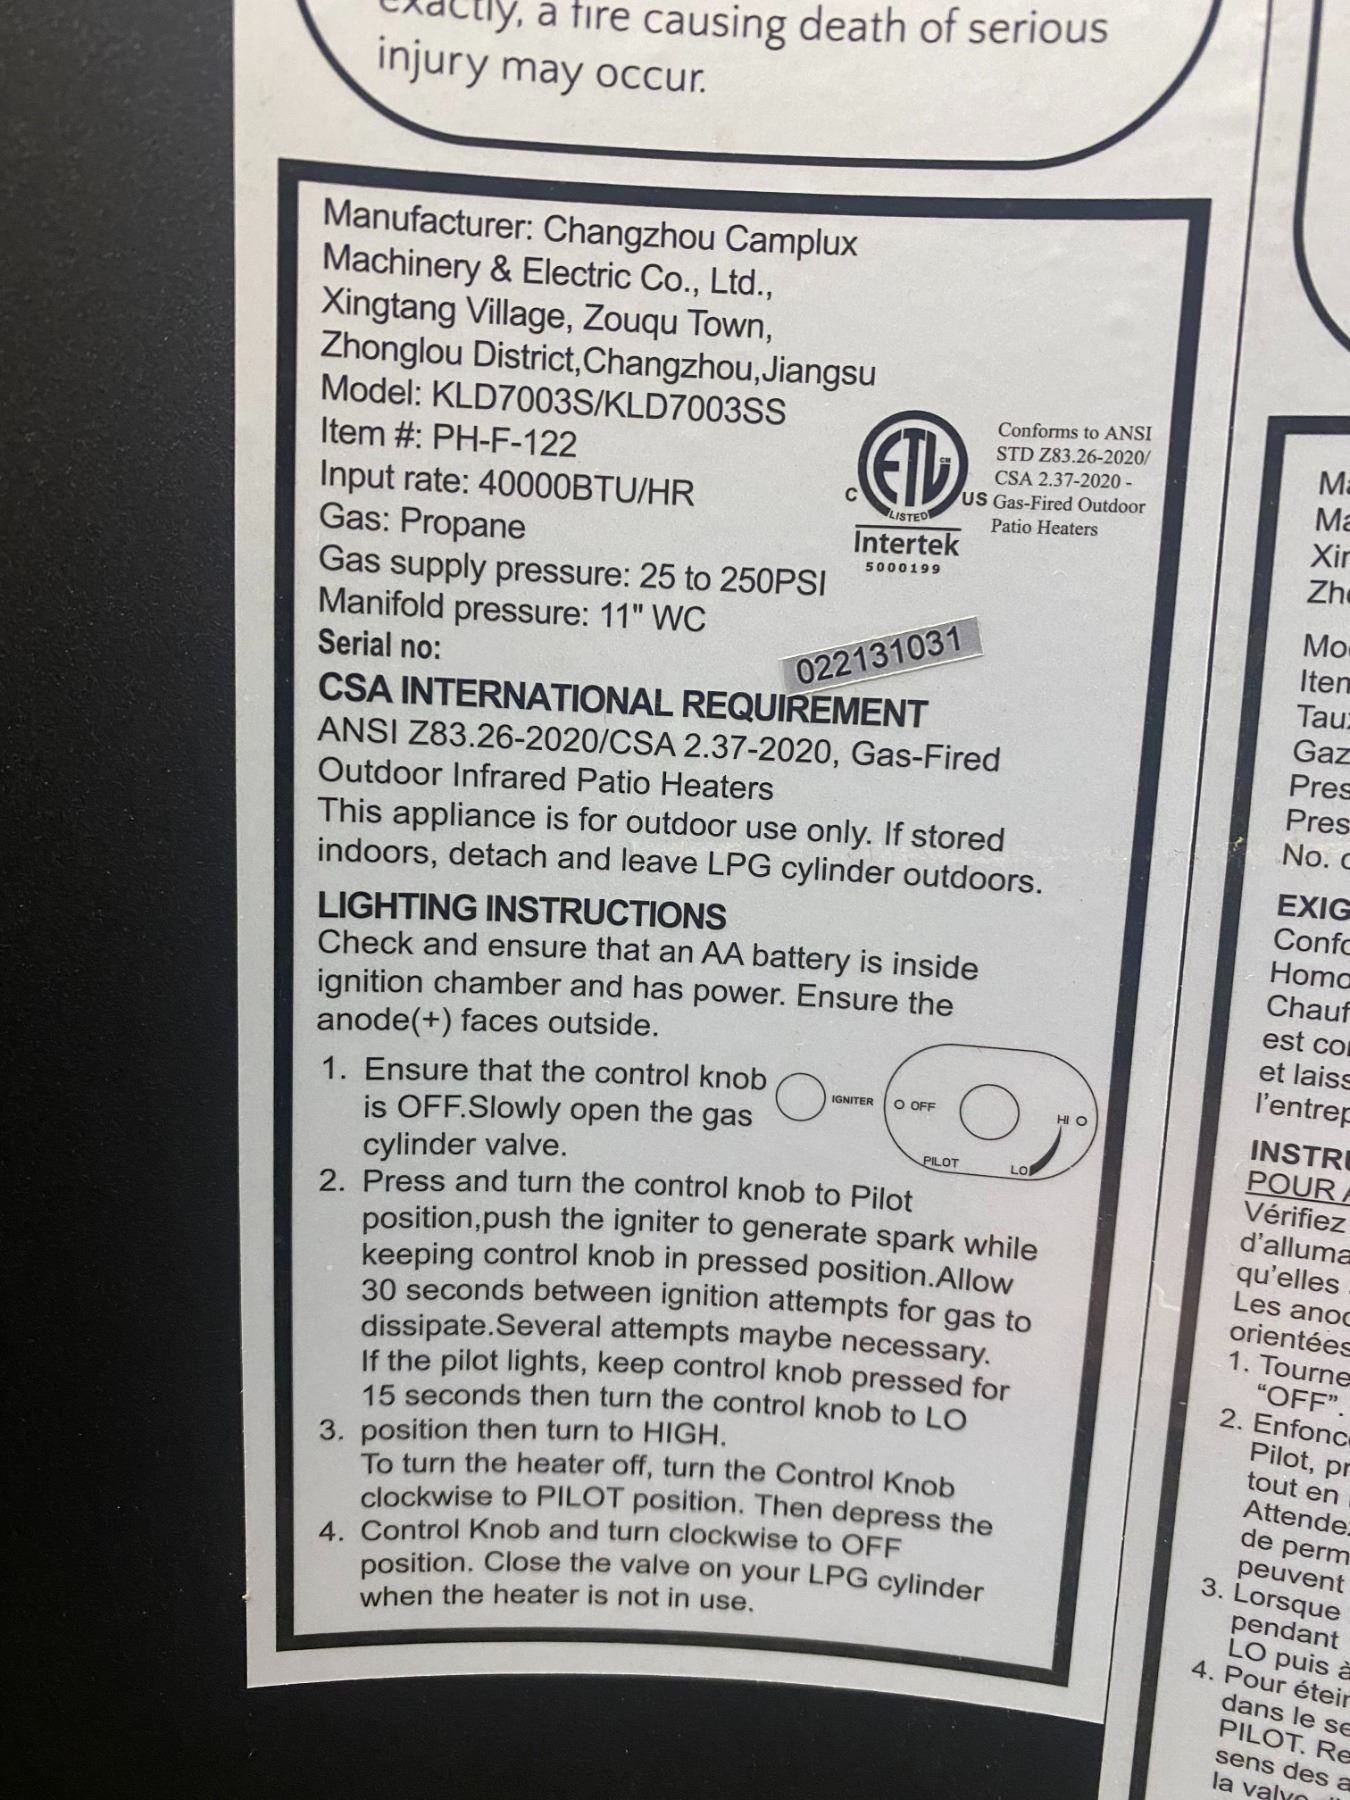 exactly, a fire causing death of serious
injury may occur.
Manufacturer: Changzhou Camplux
Machinery & Electric Co., Ltd.,
Xingtang Village, Zouqu Town,
Zhonglou District,Changzhou,Jiangsu
Model: KLD7003S/KLD7003SS
Item #: PH-F-122
Input rate: 40000BTU/HR
Gas: Propane
Gas supply pressure: 25 to 250PSI
Manifold pressure: 11" WC
Serial no:
022131031
ETL CM
C US
LISTED
Intertek
5000199
Conforms to ANSI
STD Z83.26-2020/
CSA 2.37-2020 -
Gas-Fired Outdoor
Patio Heaters
CSA INTERNATIONAL REQUIREMENT
ANSI Z83.26-2020/CSA 2.37-2020, Gas-Fired
Outdoor Infrared Patio Heaters
This appliance is for outdoor use only. If stored
indoors, detach and leave LPG cylinder outdoors.
LIGHTING INSTRUCTIONS
Check and ensure that an AA battery is inside
ignition chamber and has power. Ensure the
anode(+) faces outside.
1. Ensure that the control knob
is OFF.Slowly open the gas
cylinder valve.
IGNITER
OFF
HI
PILOT
LO
2. Press and turn the control knob to Pilot
position,push the igniter to generate spark while
keeping control knob in pressed position.Allow
30 seconds between ignition attempts for gas to
dissipate.Several attempts maybe necessary.
If the pilot lights, keep control knob pressed for
15 seconds then turn the control knob to LO
3. position then turn to HIGH.
To turn the heater off, turn the Control Knob
clockwise to PILOT position. Then depress the
4. Control Knob and turn clockwise to OFF
position. Close the valve on your LPG cylinder
when the heater is not in use.
Gaz
No.
est
et
INSTRU
POUR
Vérifiez
Les
orientées
1. Tourne
"OFF".
2.
Pilot,
tout en
de
peuvent
3. Lorsque
pendant
LO puis à
4. Pour
dans le
PILOT.
sens des
la